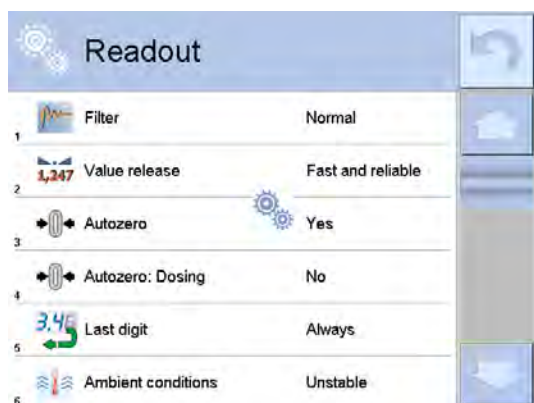 Readout
1 Filter Normal
1,247
2 Value release Fast and reliable
3 Autozero Yes
4 Autozero: Dosing No
3.46
5 Last digit Always
6 Ambient conditions Unstable